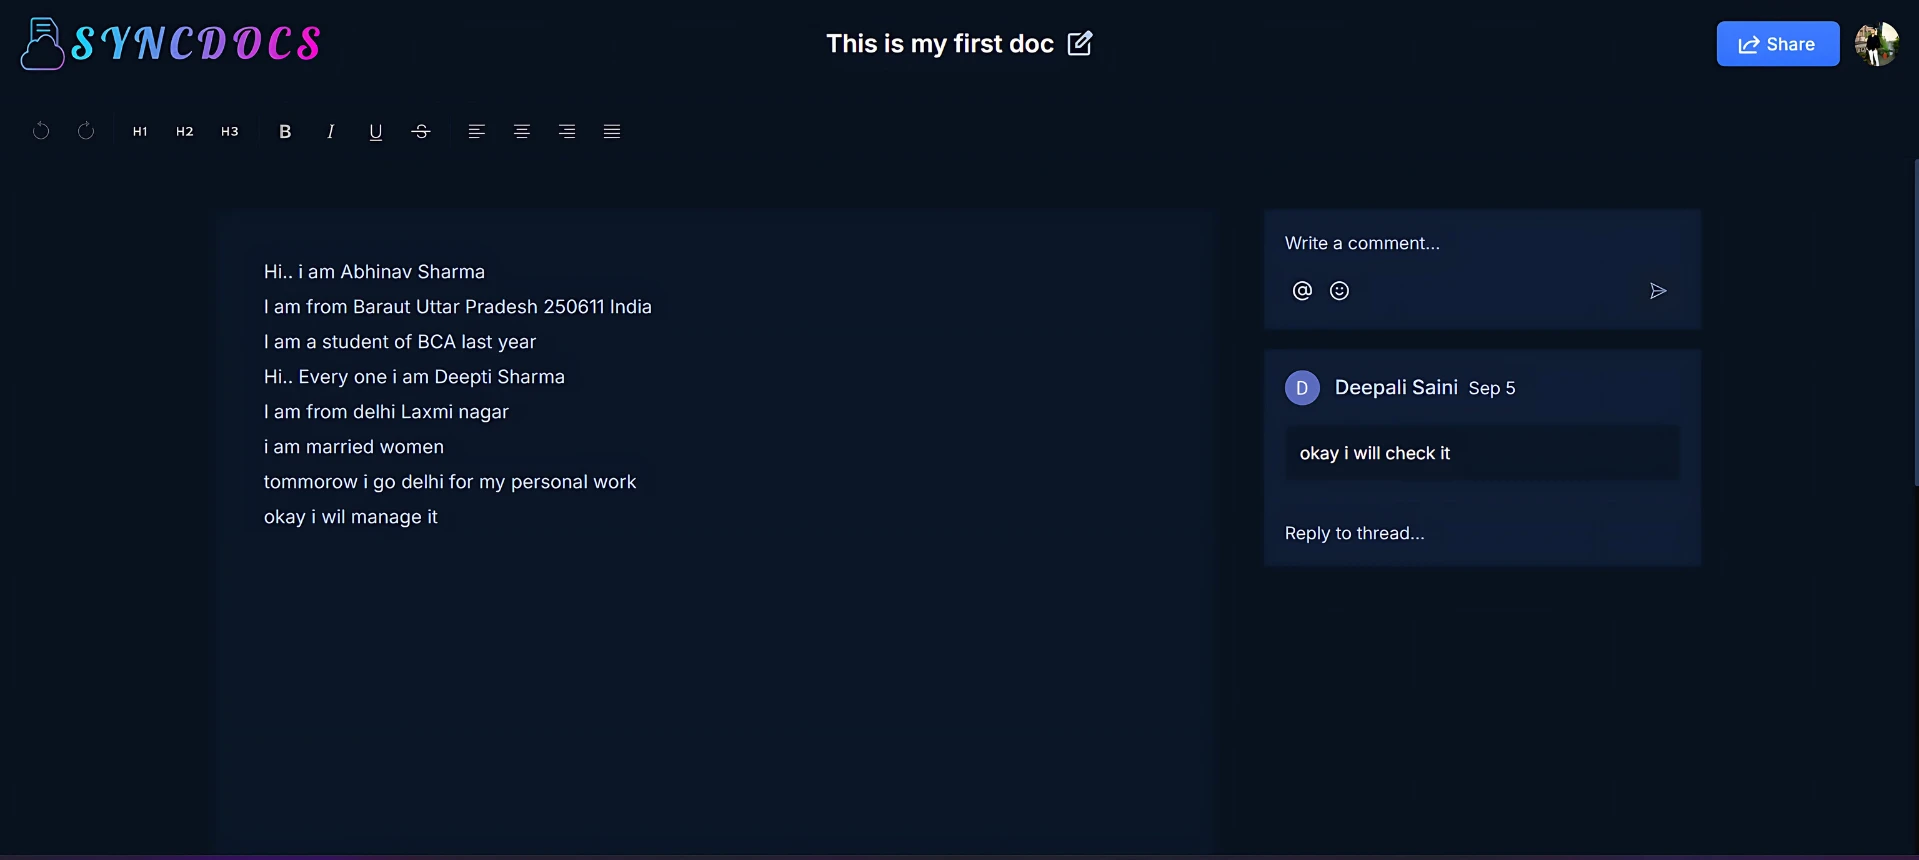 SYNCDOCS
This is my first doc
Share
H1 H2 H3 B I U S
Hi.. i am Abhinav Sharma
I am from Baraut Uttar Pradesh 250611 India
I am a student of BCA last year
Hi.. Every one i am Deepti Sharma
I am from delhi Laxmi nagar
i am married women
tommorow i go delhi for my personal work
okay i wil manage it
Write a comment...
@
D Deepali Saini Sep 5
okay i will check it
Reply to thread...